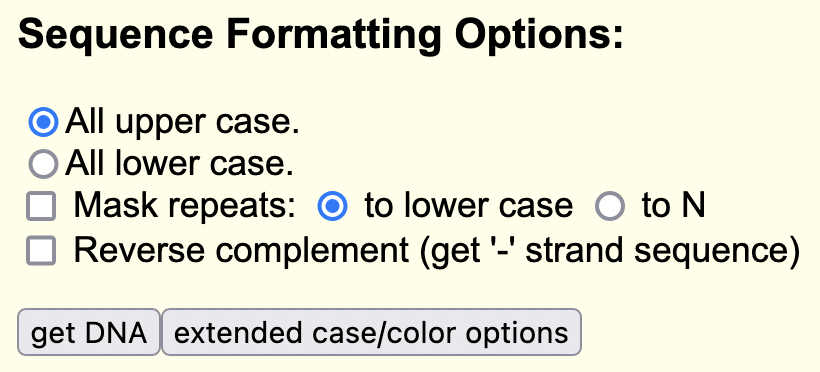 Sequence Formatting Options:
All upper case.
All lower case.
Mask repeats: to lower case to N
Reverse complement (get '-' strand sequence)
get DNA extended case/color options